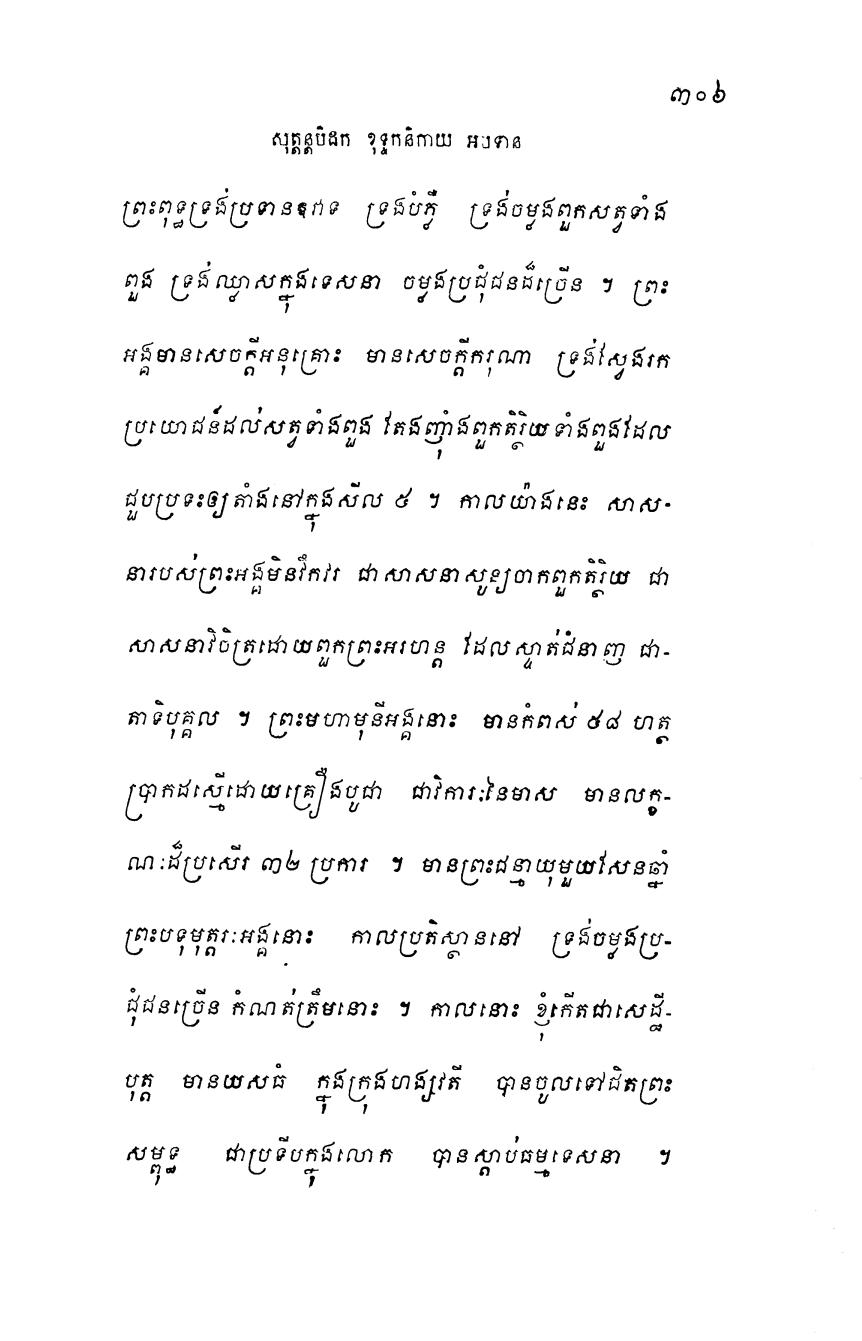 ៣០៦
សុត្តន្តបិដក ខុទ្ទកនិកាយ អបទាន
ព្រះពុទ្ធទ្រង់ប្រទានឱវាទ ទ្រង់បំភ្លឺ ទ្រង់ចម្លងពួកសត្វទាំង
ពួង ទ្រង់ឈ្លាសក្នុងទេសនា ចម្លងប្រជុំជនដ៏ច្រើន ។ ព្រះ
អង្គមានសេចក្តីអនុគ្រោះ មានសេចក្តីករុណា ទ្រង់ស្វែងរក
ប្រយោជន៍ដល់សត្វទាំងពួង តែងញ៉ាំងពួកតិរ្ថិយទាំងពួងដែល
ជួបប្រទះឲ្យតាំងនៅក្នុងសីល ៥ ។ កាលយ៉ាងនេះ សាស-
នារបស់ព្រះអង្គមិនវឹកវរ ជាសាសនាសូន្យចាកពួកតិរ្ថិយ ជា
សាសនាវិចិត្រដោយពួកព្រះអរហន្ត ដែលស្ទាត់ជំនាញ ជា-
តាទិបុគ្គល ។ ព្រះមហាមុនីអង្គនោះ មានកំពស់ ៥៨ ហត្ថ
ប្រាកដស្មើដោយគ្រឿងបូជា ជាវិការៈនៃមាស មានលក្ខ-
ណៈដ៏ប្រសើរ ៣២ ប្រការ ។ មានព្រះជន្មាយុមួយសែនឆ្នាំ
ព្រះបទុមុត្តរៈអង្គនោះ កាលប្រតិស្ឋាននៅ ទ្រង់ចម្លងប្រ-
ជុំជនច្រើន កំណត់ត្រឹមនោះ ។ កាលនោះ ខ្ញុំកើតជាសេដ្ឋី-
បុត្ត មានយសធំ ក្នុងក្រុងហង្សវតី បានចូលទៅជិតព្រះ
សម្ពុទ្ធ ជាប្រទីបក្នុងលោក បានស្តាប់ធម្មទេសនា ។